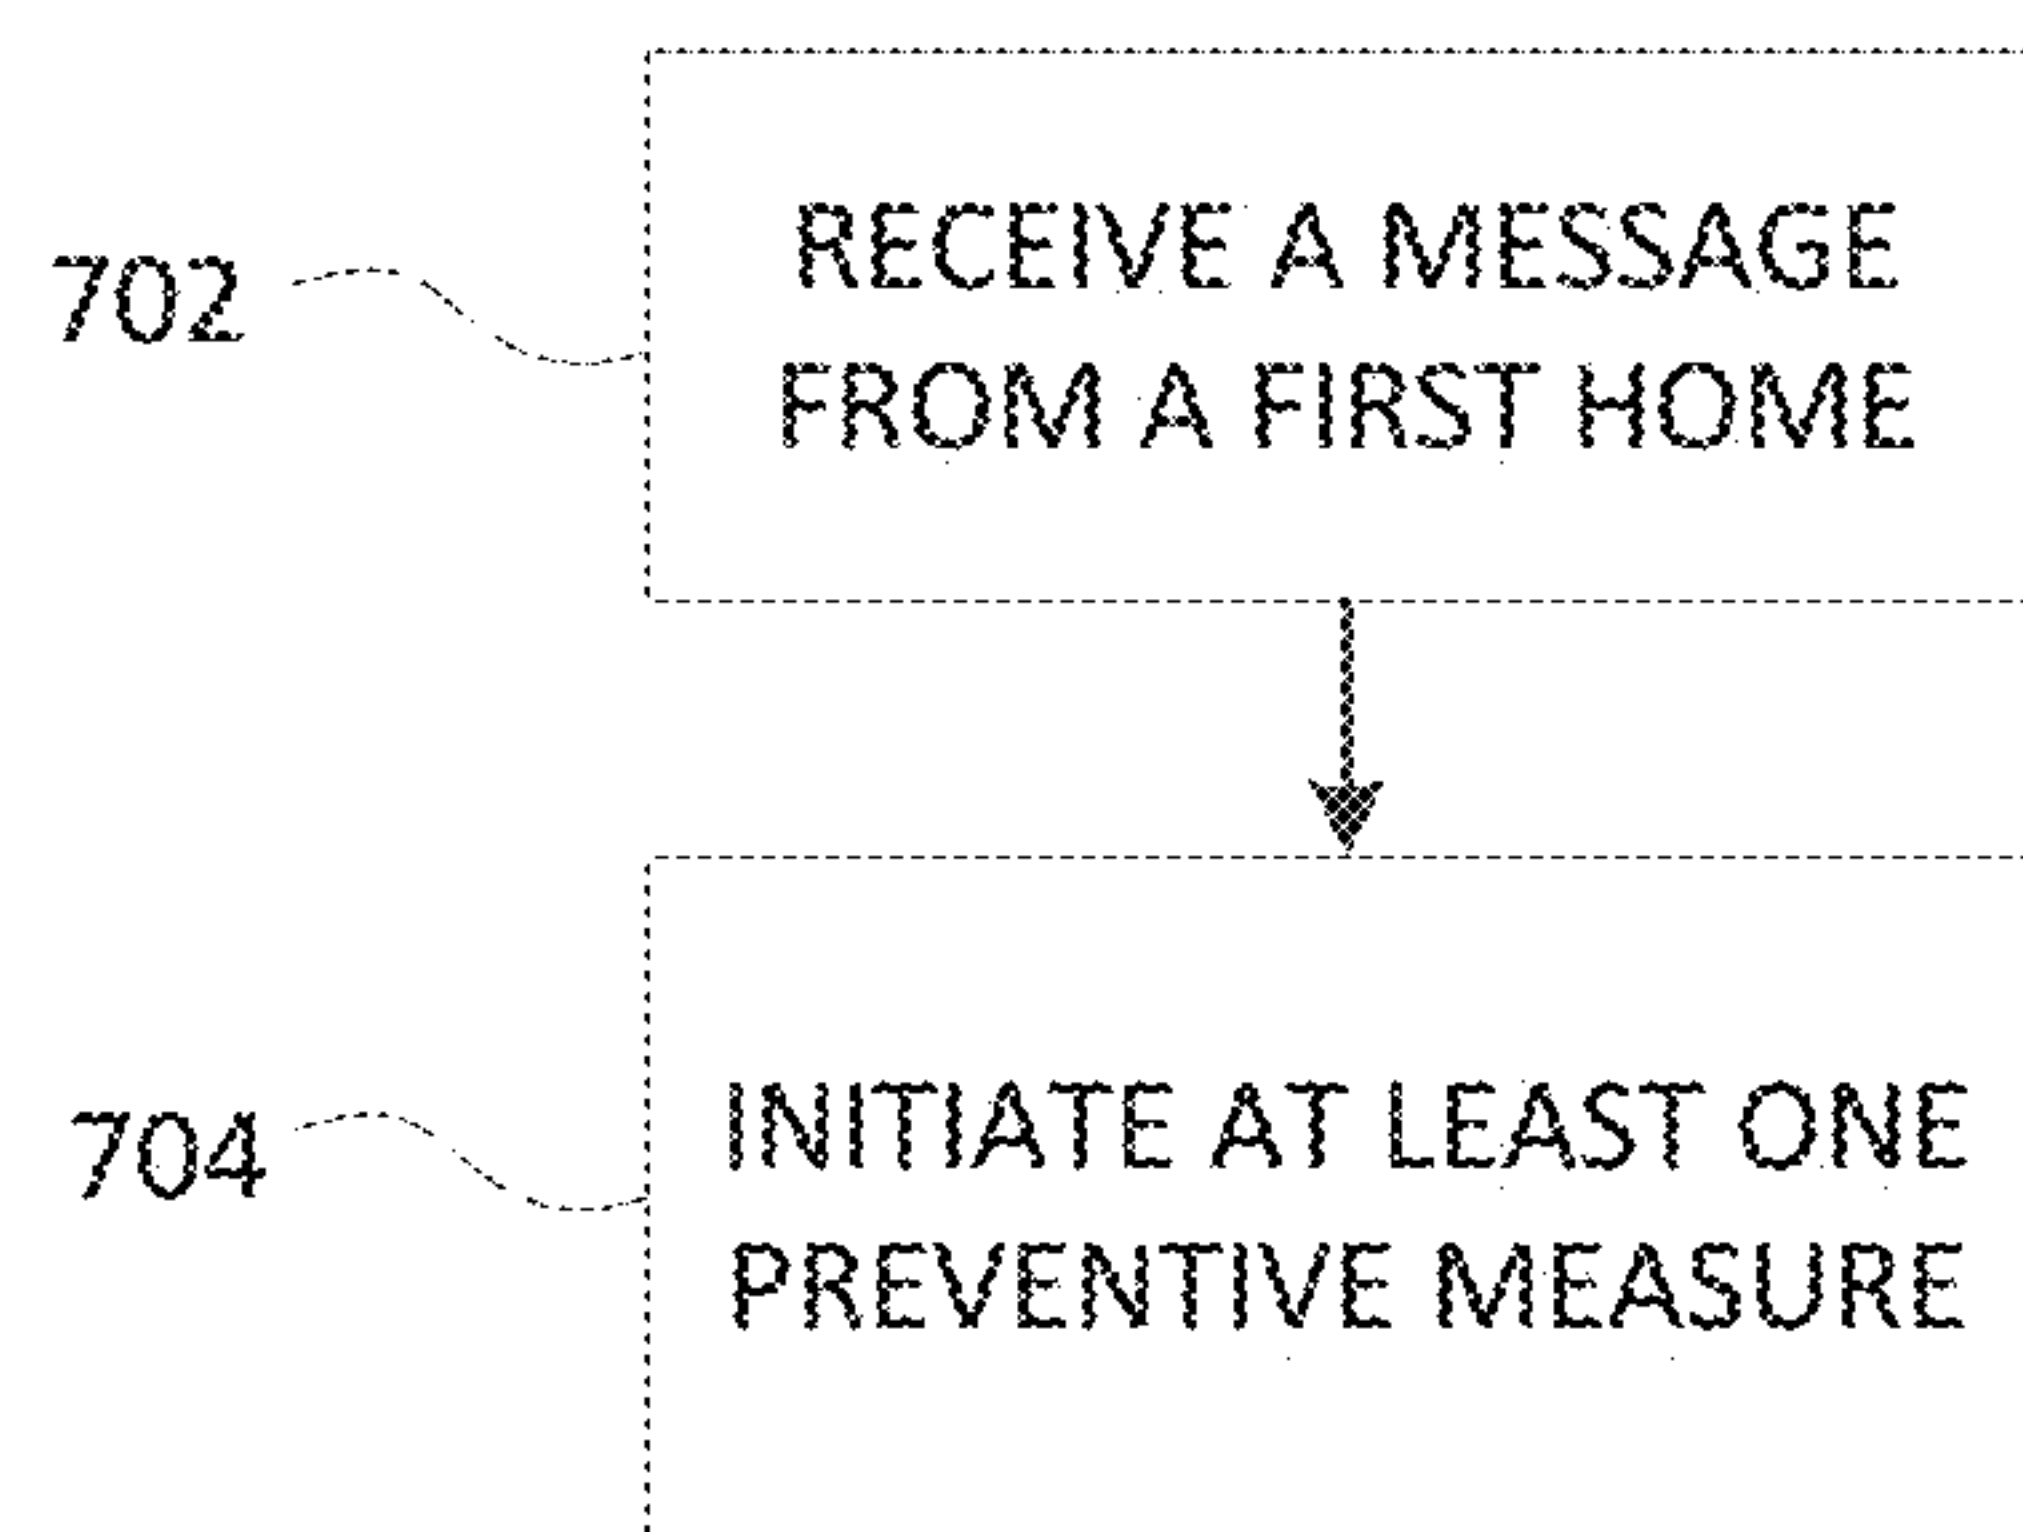 702
RECEIVE A MESSAGE
FROM A FIRST HOME
704
INITIATE AT LEAST ONE
PREVENTIVE MEASURE